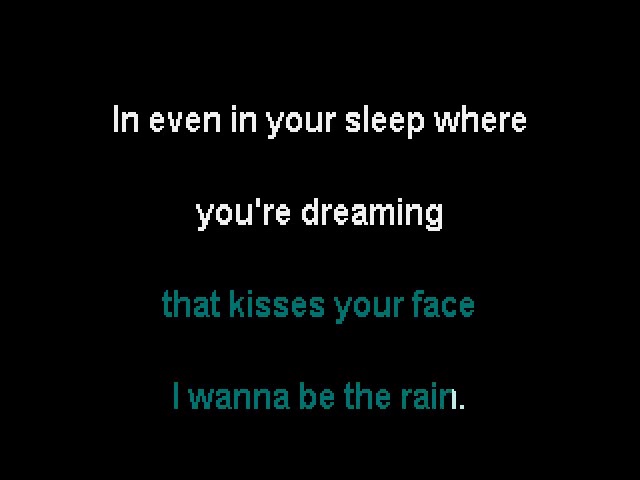 In even in your sleep where
you're dreaming
that kisses your face
I wanna be the rain.